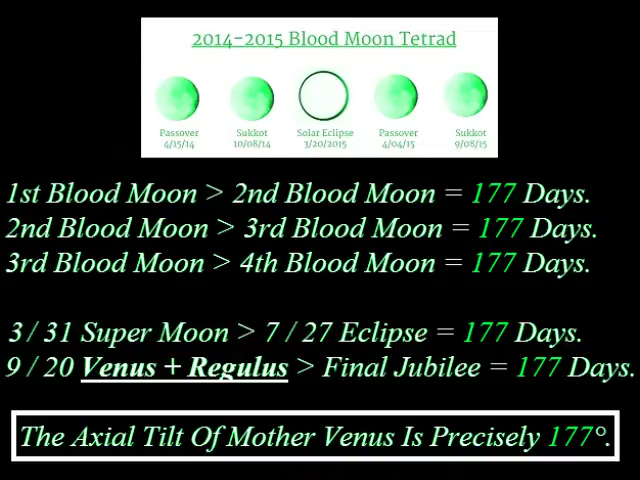 2014-2015 Blood Moon Tetrad
Passover Sukkot Solar Eclipse Passover Sukkot
4/15/14 10/08/14 3/20/2015 4/04/15 9/08/15
1st Blood Moon > 2nd Blood Moon = 177 Days.
2nd Blood Moon > 3rd Blood Moon = 177 Days.
3rd Blood Moon > 4th Blood Moon = 177 Days.
3 / 31 Super Moon > 7 / 27 Eclipse = 177 Days.
9 / 20 Venus + Regulus > Final Jubilee = 177 Days.
The Axial Tilt Of Mother Venus Is Precisely 177°.